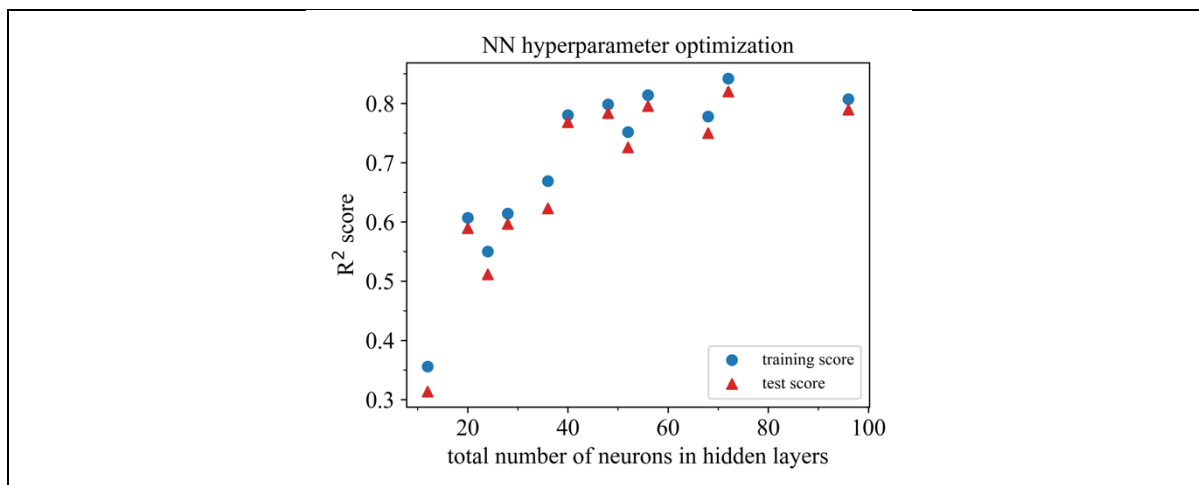 NN hyperparameter optimization
R² score
0.8
0.7
0.6
0.5
0.4
0.3
training score
test score
20 40 60 80 100
total number of neurons in hidden layers